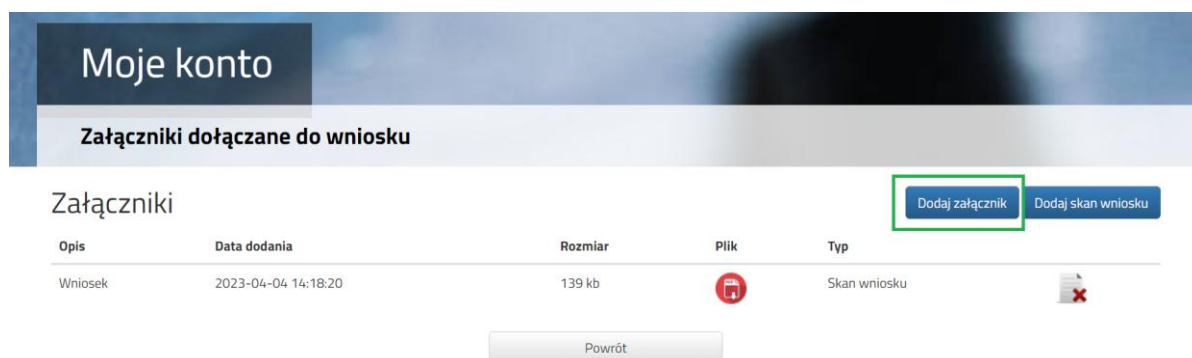 Moje konto
Załączniki dołączane do wniosku
Załączniki
Dodaj załącznik Dodaj skan wniosku
Opis Data dodania Rozmiar Plik Typ
Wniosek 2023-04-04 14:18:20 139 kb Skan wniosku
Powrót